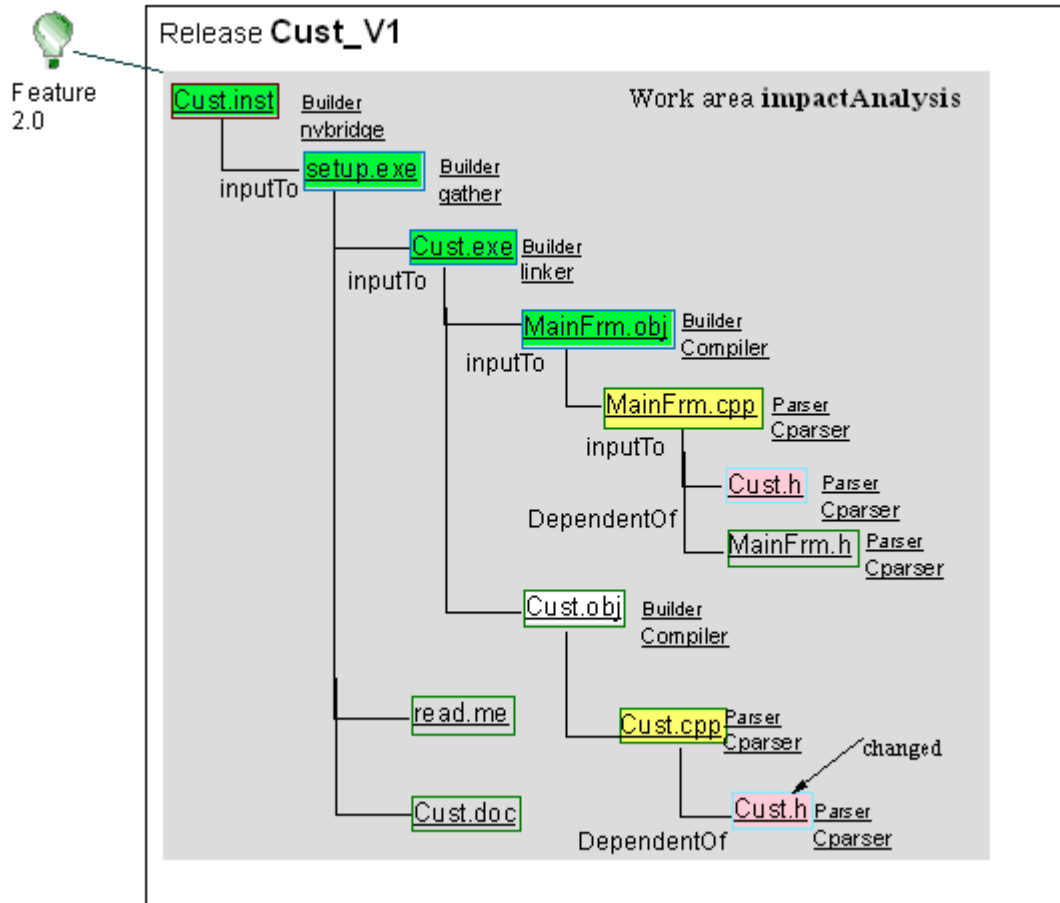 Release Cust_V1
Feature
2.0
Work area impactAnalysis
Cust.inst
Builder
nvbridge
inputTo
setup.exe
Builder
gather
inputTo
Cust.exe
Builder
linker
inputTo
MainFrm.obj
Builder
Compiler
inputTo
MainFrm.cpp
Parser
Cparser
Cust.h
Parser
Cparser
DependentOf
MainFrm.h
Parser
Cparser
Cust.obj
Builder
Compiler
read.me
Cust.cpp
Parser
Cparser
changed
Cust.doc
Cust.h
Parser
Cparser
DependentOf